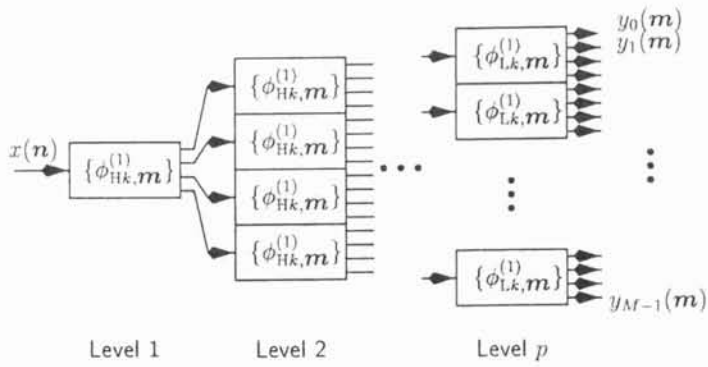 x(n)
{ϕ_{Hk,m}^{(1)}}
{ϕ_{Hk,m}^{(1)}}
{ϕ_{Hk,m}^{(1)}}
{ϕ_{Hk,m}^{(1)}}
{ϕ_{Hk,m}^{(1)}}
...
{ϕ_{Lk,m}^{(1)}}
{ϕ_{Lk,m}^{(1)}}
{ϕ_{Lk,m}^{(1)}}
y_0(m)
y_1(m)
y_{M-1}(m)
Level 1
Level 2
Level p